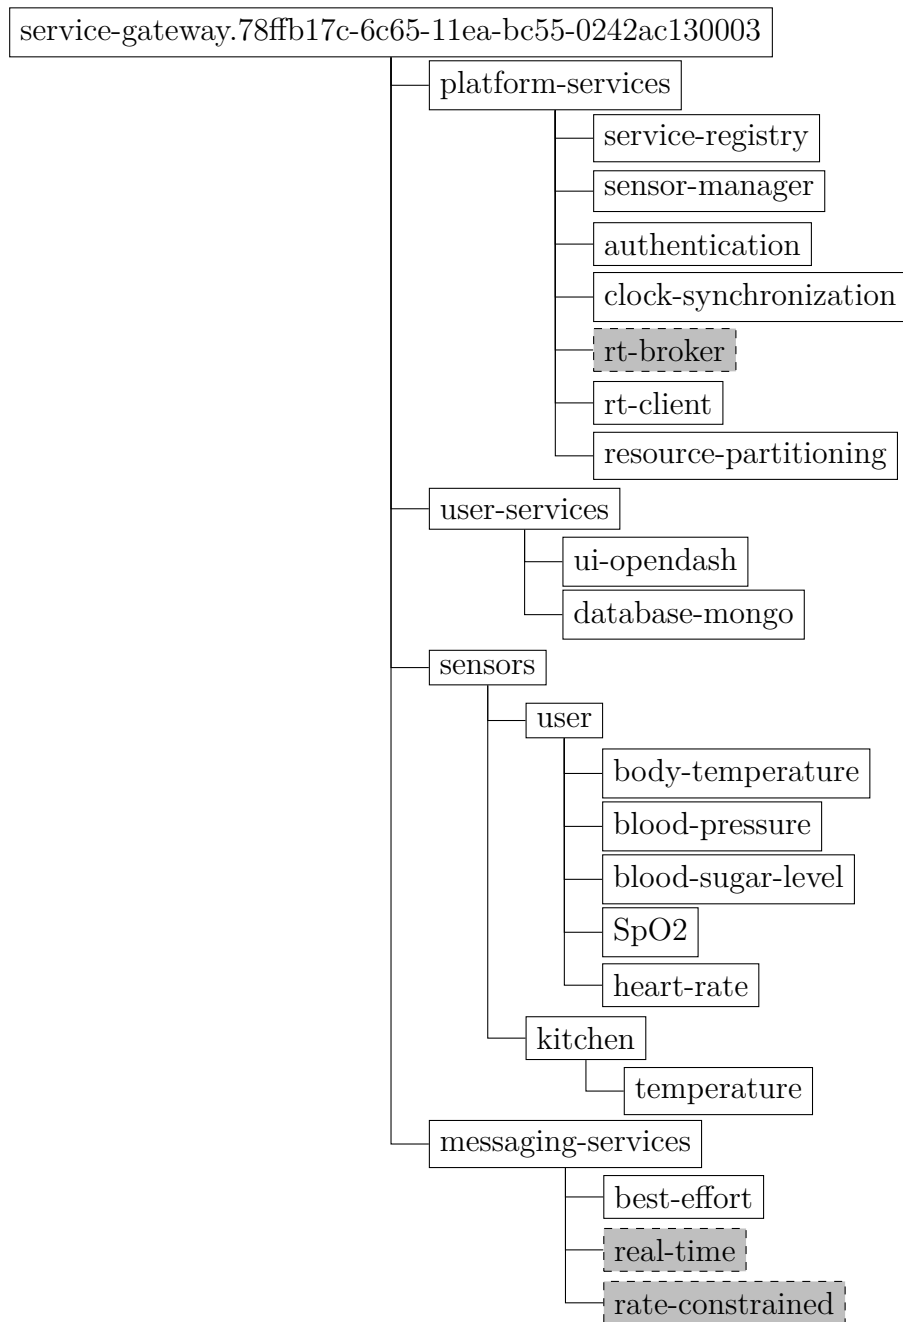 service-gateway.78ffb17c-6c65-11ea-bc55-0242ac130003
platform-services
service-registry
sensor-manager
authentication
clock-synchronization
rt-broker
rt-client
resource-partitioning
user-services
ui-opendash
database-mongo
sensors
user
body-temperature
blood-pressure
blood-sugar-level
SpO2
heart-rate
kitchen
temperature
messaging-services
best-effort
real-time
rate-constrained